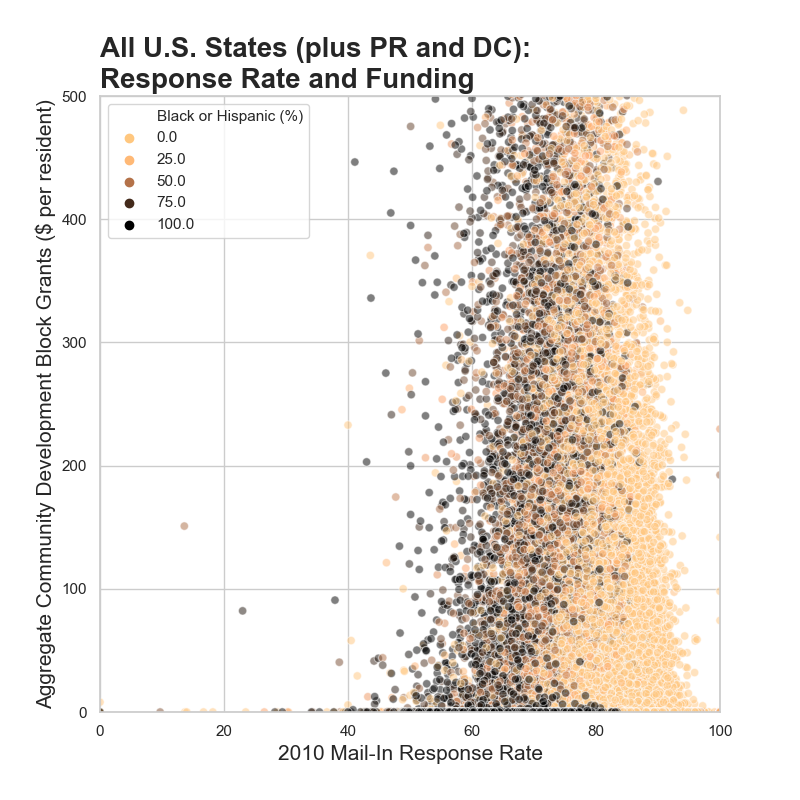 All U.S. States (plus PR and DC):
Response Rate and Funding
Aggregate Community Development Block Grants ($ per resident)
500
400
300
200
100
0
Black or Hispanic (%)
0.0
25.0
50.0
75.0
100.0
0 20 40 60 80 100
2010 Mail-In Response Rate